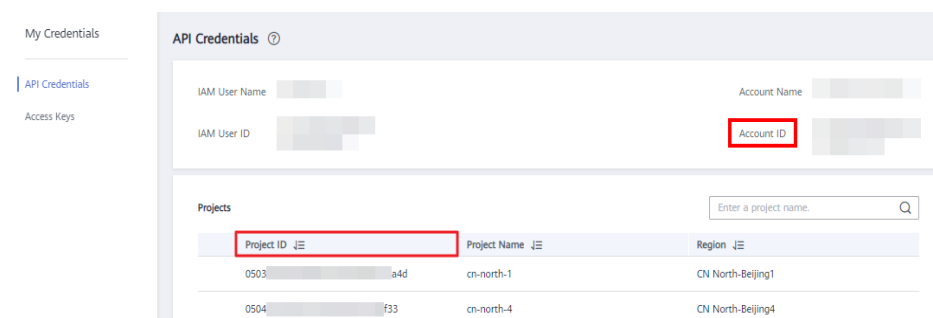 My Credentials
API Credentials
Access Keys
API Credentials ?
IAM User Name
Account Name
IAM User ID
Account ID
Projects
Enter a project name.
Project ID Project Name Region
0503 a4d cn-north-1 CN North-Beijing1
0504 f33 cn-north-4 CN North-Beijing4